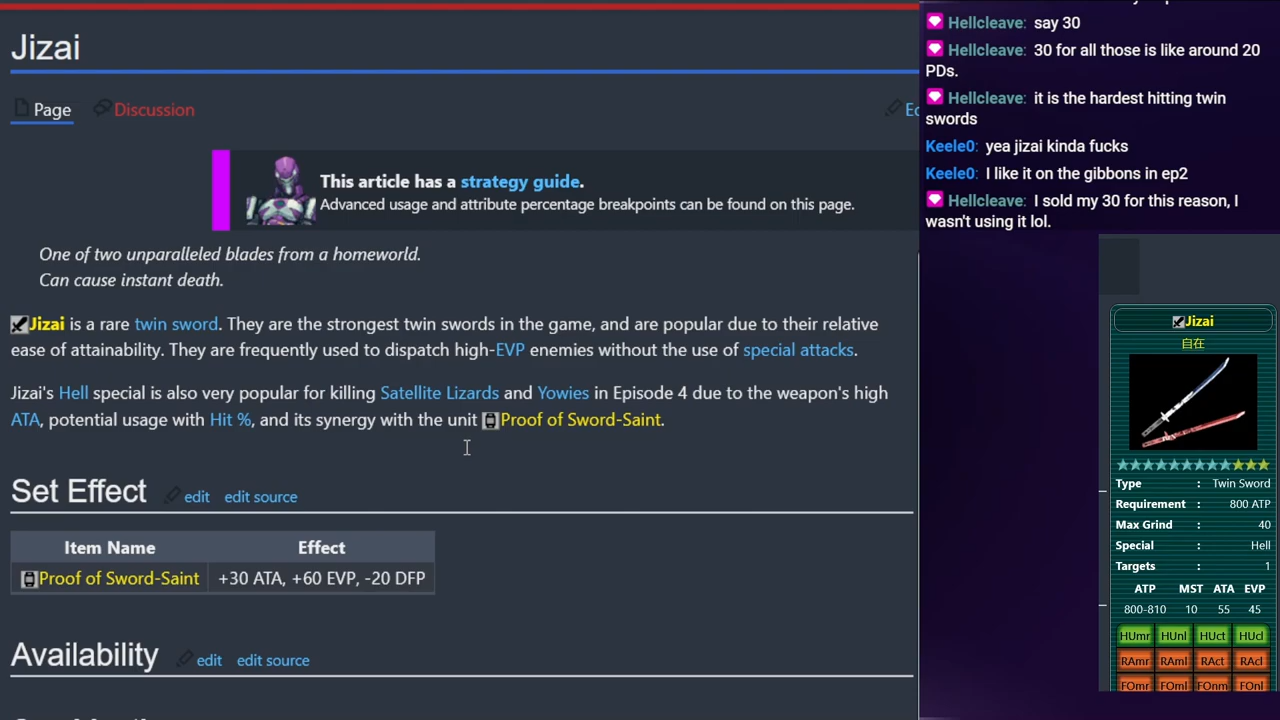 Jizai
Page
Discussion
This article has a strategy guide.
Advanced usage and attribute percentage breakpoints can be found on this page.
One of two unparalleled blades from a homeworld.
Can cause instant death.
Jizai is a rare twin sword. They are the strongest twin swords in the game, and are popular due to their relative
ease of attainability. They are frequently used to dispatch high-EVP enemies without the use of special attacks.
Jizai's Hell special is also very popular for killing Satellite Lizards and Yowies in Episode 4 due to the weapon's high
ATA, potential usage with Hit %, and its synergy with the unit Proof of Sword-Saint.
Set Effect edit edit source
Item Name Effect
Proof of Sword-Saint +30 ATA, +60 EVP, -20 DFP
Availability edit edit source
Hellcleave: say 30
Hellcleave: 30 for all those is like around 20
PDs.
Hellcleave: it is the hardest hitting twin
swords
Keele0: yea jizai kinda fucks
Keele0: I like it on the gibbons in ep2
Hellcleave: I sold my 30 for this reason, I
wasn't using it lol.
Jizai
自在
Type : Twin Sword
Requirement : 800 ATP
Max Grind : 40
Special : Hell
Targets : 1
ATP MST ATA EVP
800-810 10 55 45
HUmr HUnl HUct HUcl
RAmr RAml RAct RAcl
FOmr FOml FOnm FOnl